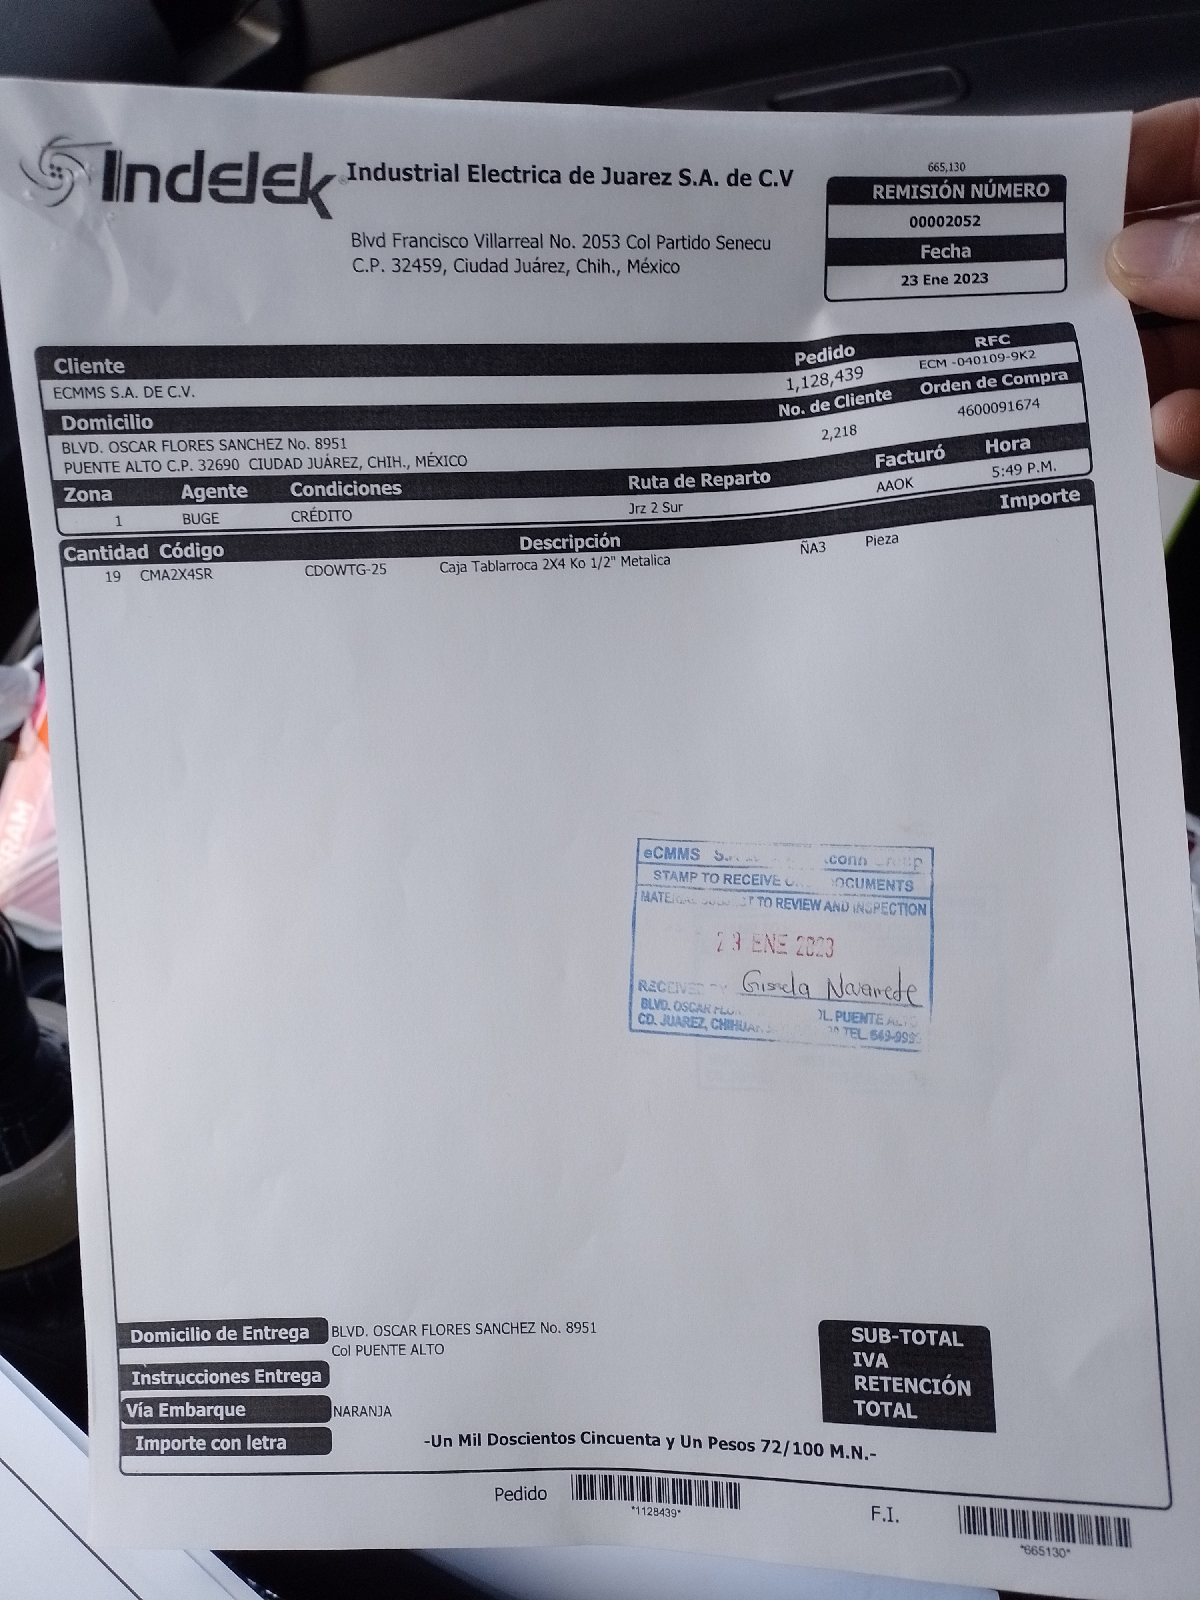 Indelek
Industrial Electrica de Juarez S.A. de C.V
Blvd Francisco Villarreal No. 2053 Col Partido Senecu
C.P. 32459, Ciudad Juárez, Chih., México
665,130
REMISIÓN NÚMERO
00002052
Fecha
23 Ene 2023
Cliente Pedido RFC
ECMMS S.A. DE C.V. 1,128,439 ECM -040109-9K2
Domicilio No. de Cliente Orden de Compra
BLVD. OSCAR FLORES SANCHEZ No. 8951 2,218 4600091674
PUENTE ALTO C.P. 32690 CIUDAD JUÁREZ, CHIH., MÉXICO
Zona Agente Condiciones Ruta de Reparto Facturó Hora
1 BUGE CRÉDITO Jrz 2 Sur AAOK 5:49 P.M.
Cantidad Código Descripción Importe
19 CMA2X4SR CDOWTG-25 Caja Tablarroca 2X4 Ko 1/2" Metalica ÑA3 Pieza
eCMMS
STAMP TO RECEIVE DOCUMENTS
TO REVIEW AND INSPECTION
23 ENE 2023
RECEIVED Gisela Navarrete
BLVD. OSCAR PUENTE ALTO
CD. JUAREZ, TEL.
Domicilio de Entrega BLVD. OSCAR FLORES SANCHEZ No. 8951
Col PUENTE ALTO
Instrucciones Entrega
Vía Embarque NARANJA
Importe con letra -Un Mil Doscientos Cincuenta y Un Pesos 72/100 M.N.-
SUB-TOTAL
IVA
RETENCIÓN
TOTAL
Pedido *1128439*
F.I. *665130*